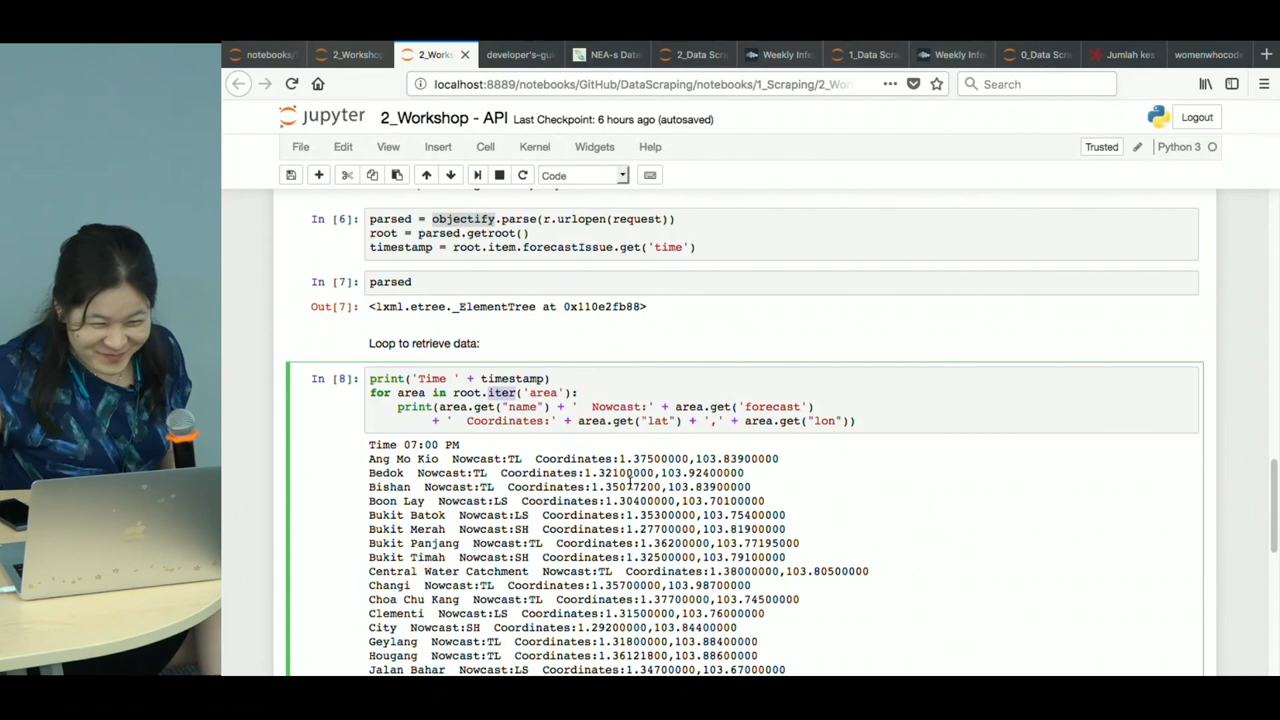 notebooks/
2_Workshop
2_Works
developer's-gui
NEA-s Data
2_Data Scra
Weekly Infe
1_Data Scra
Weekly Infe
0_Data Scra
Jumlah kes
womenwhocode
localhost:8889/notebooks/GitHub/DataScraping/notebooks/1_Scraping/2_Wor
Search
jupyter 2_Workshop - API Last Checkpoint: 6 hours ago (autosaved)
Logout
File Edit View Insert Cell Kernel Widgets Help
Trusted
Python 3
Code
In [6]: parsed = objectify.parse(r.urlopen(request))
root = parsed.getroot()
timestamp = root.item.forecastIssue.get('time')
In [7]: parsed
Out[7]: <lxml.etree._ElementTree at 0x110e2fb88>
Loop to retrieve data:
In [8]: print('Time ' + timestamp)
for area in root.iter('area'):
print(area.get("name") + '  Nowcast:' + area.get('forecast')
+ '  Coordinates:' + area.get("lat") + ',' + area.get("lon"))
Time 07:00 PM
Ang Mo Kio  Nowcast:TL  Coordinates:1.37500000,103.83900000
Bedok  Nowcast:TL  Coordinates:1.32100000,103.92400000
Bishan  Nowcast:TL  Coordinates:1.35077200,103.83900000
Boon Lay  Nowcast:LS  Coordinates:1.30400000,103.70100000
Bukit Batok  Nowcast:LS  Coordinates:1.35300000,103.75400000
Bukit Merah  Nowcast:SH  Coordinates:1.27700000,103.81900000
Bukit Panjang  Nowcast:TL  Coordinates:1.36200000,103.77195000
Bukit Timah  Nowcast:SH  Coordinates:1.32500000,103.79100000
Central Water Catchment  Nowcast:TL  Coordinates:1.38000000,103.80500000
Changi  Nowcast:TL  Coordinates:1.35700000,103.98700000
Choa Chu Kang  Nowcast:TL  Coordinates:1.37700000,103.74500000
Clementi  Nowcast:LS  Coordinates:1.31500000,103.76000000
City  Nowcast:SH  Coordinates:1.29200000,103.84400000
Geylang  Nowcast:TL  Coordinates:1.31800000,103.88400000
Hougang  Nowcast:TL  Coordinates:1.36121800,103.88600000
Jalan Bahar  Nowcast:LS  Coordinates:1.34700000,103.67000000